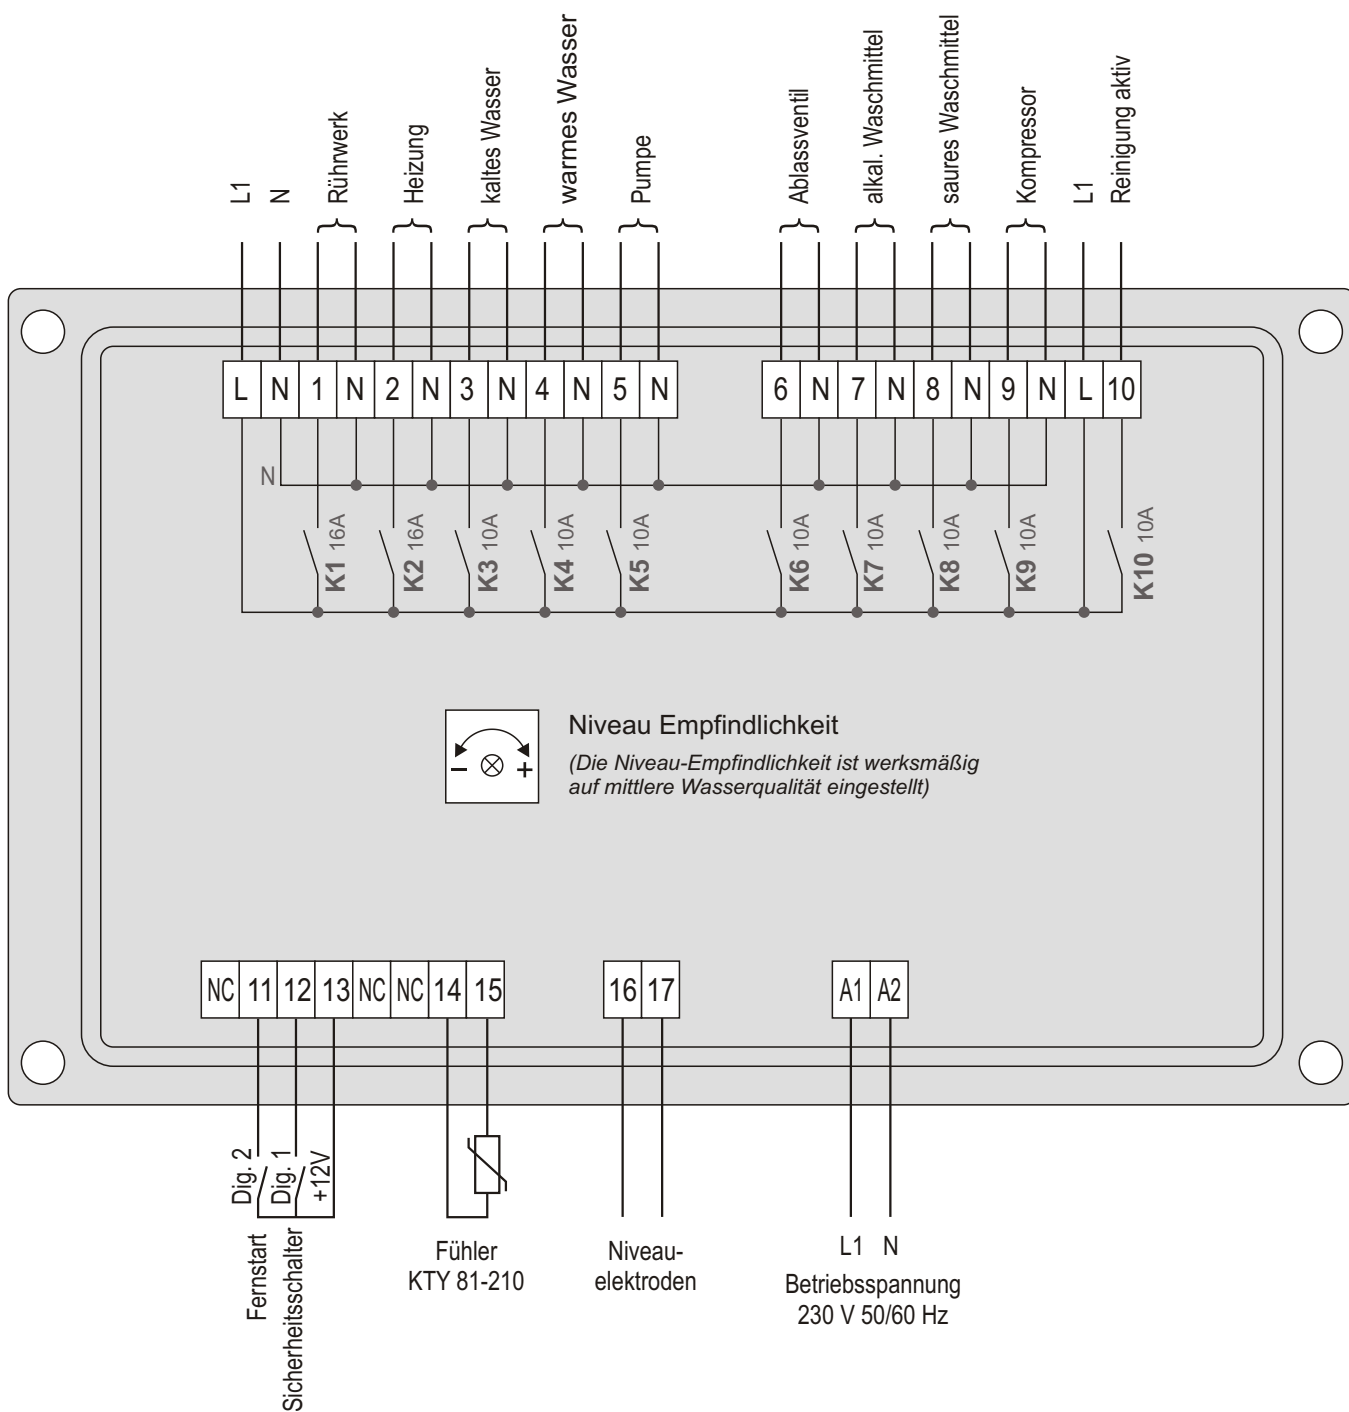 L1
N
Rührwerk
Heizung
kaltes Wasser
warmes Wasser
Pumpe
Ablassventil
alkal. Waschmittel
saures Waschmittel
Kompressor
L1
Reinigung aktiv
L N 1 N 2 N 3 N 4 N 5 N
6 N 7 N 8 N 9 N L 10
N
K1 16A
K2 16A
K3 10A
K4 10A
K5 10A
K6 10A
K7 10A
K8 10A
K9 10A
K10 10A
Niveau Empfindlichkeit
(Die Niveau-Empfindlichkeit ist werksmäßig
auf mittlere Wasserqualität eingestellt)
− +
NC 11 12 13 NC NC 14 15
16 17
A1 A2
Dig. 2
Dig. 1
+12V
Fernstart
Sicherheitsschalter
Fühler
KTY 81-210
Niveau-
elektroden
L1 N
Betriebsspannung
230 V 50/60 Hz